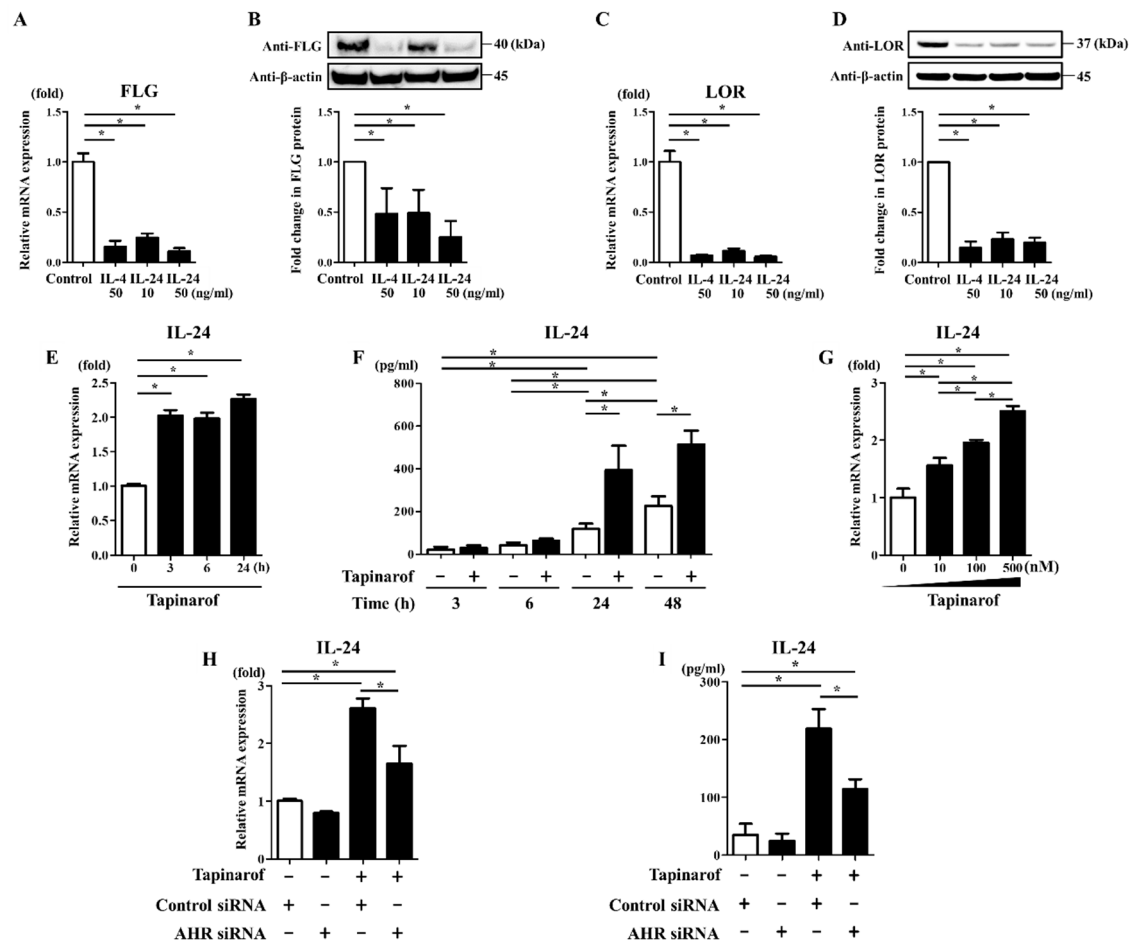 A
B
C
D
Anti-FLG
40 (kDa)
Anti-β-actin
45
Anti-LOR
37 (kDa)
Anti-β-actin
45
(fold)
FLG
Relative mRNA expression
1.5
1.0
0.5
0.0
*
*
*
Control IL-4 IL-24 IL-24
50 10 50 (ng/ml)
Fold change in FLG protein
1.5
1.0
0.5
0.0
*
*
*
Control IL-4 IL-24 IL-24
50 10 50 (ng/ml)
(fold)
LOR
Relative mRNA expression
1.5
1.0
0.5
0.0
*
*
*
Control IL-4 IL-24 IL-24
50 10 50 (ng/ml)
Fold change in LOR protein
1.5
1.0
0.5
0.0
*
*
*
Control IL-4 IL-24 IL-24
50 10 50 (ng/ml)
E
IL-24
(fold)
Relative mRNA expression
2.5
2.0
1.5
1.0
0.5
0.0
*
*
*
0 3 6 24 (h)
Tapinarof
F
IL-24
(pg/ml)
800
600
400
200
0
*
*
*
*
*
*
*
Tapinarof − + − + − + − +
Time (h) 3 6 24 48
G
IL-24
(fold)
Relative mRNA expression
3
2
1
0
*
*
*
*
*
*
0 10 100 500 (nM)
Tapinarof
H
IL-24
(fold)
Relative mRNA expression
3
2
1
0
*
*
*
Tapinarof − − + +
Control siRNA + − + −
AHR siRNA − + − +
I
IL-24
(pg/ml)
300
200
100
0
*
*
*
Tapinarof − − + +
Control siRNA + − + −
AHR siRNA − + − +